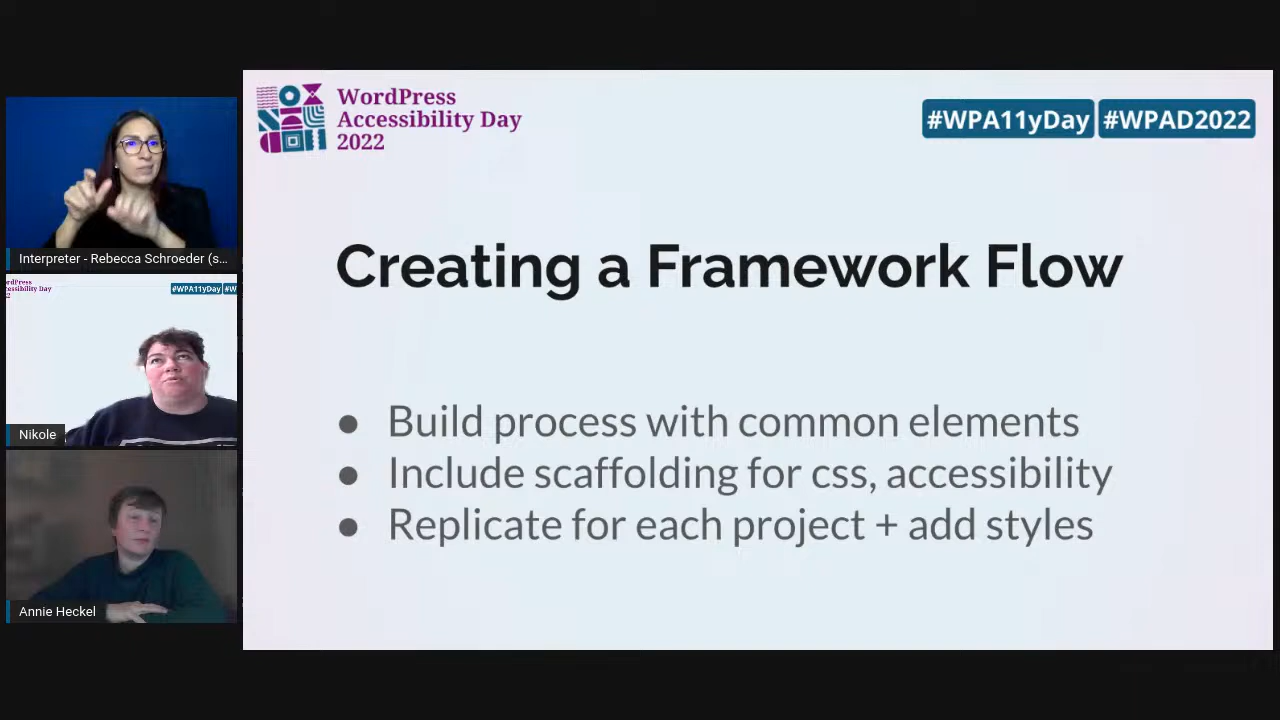 WordPress
Accessibility Day
2022
#WPA11yDay #WPAD2022
Creating a Framework Flow
● Build process with common elements
● Include scaffolding for css, accessibility
● Replicate for each project + add styles
Interpreter - Rebecca Schroeder (s...
#WPA11yDay #W
Nikole
Annie Heckel